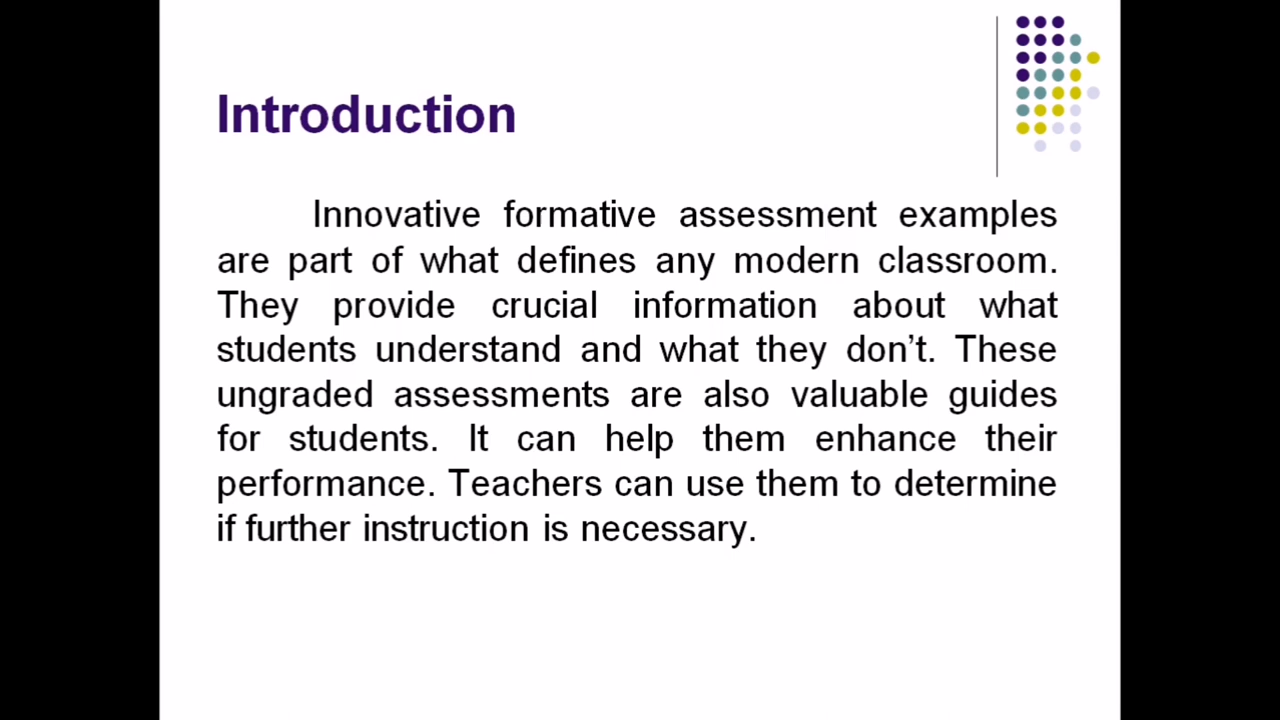 Introduction
Innovative formative assessment examples
are part of what defines any modern classroom.
They provide crucial information about what
students understand and what they don’t. These
ungraded assessments are also valuable guides
for students. It can help them enhance their
performance. Teachers can use them to determine
if further instruction is necessary.